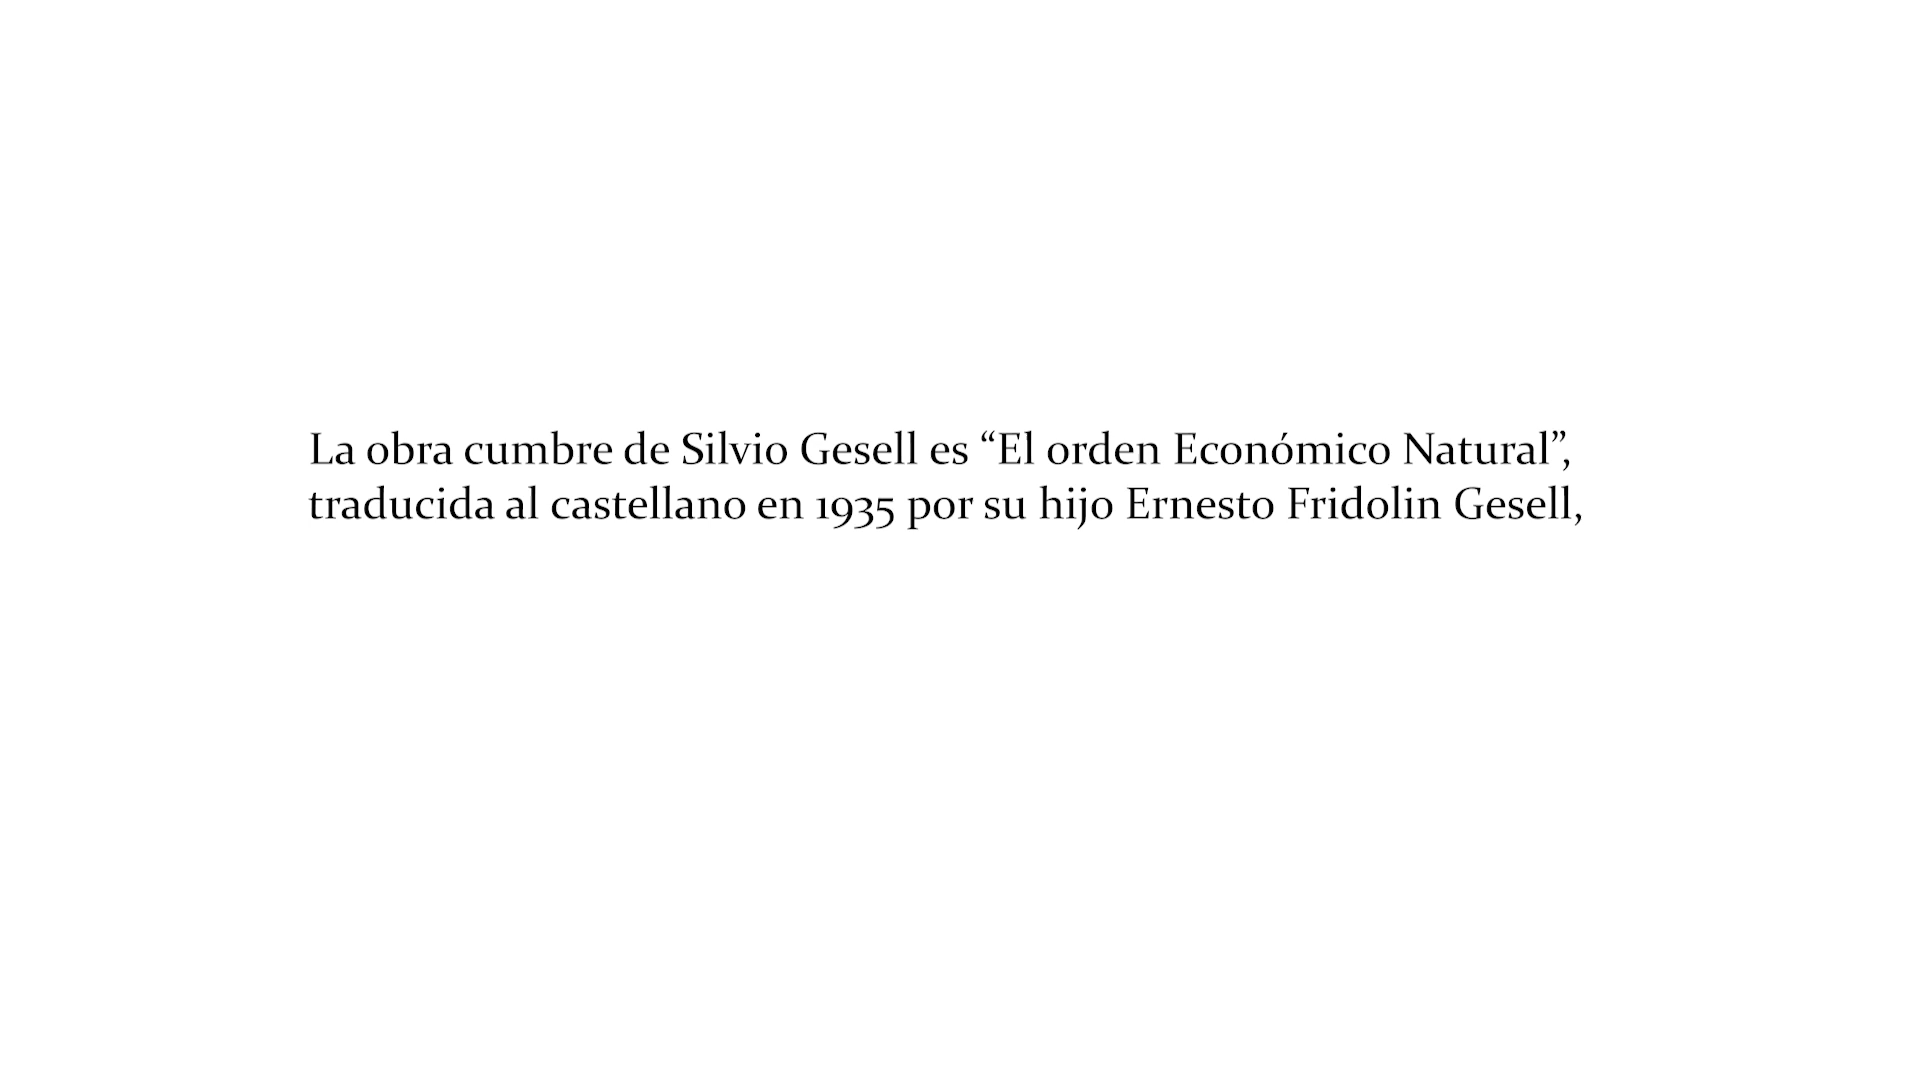 La obra cumbre de Silvio Gesell es “El orden Económico Natural”,
traducida al castellano en 1935 por su hijo Ernesto Fridolin Gesell,